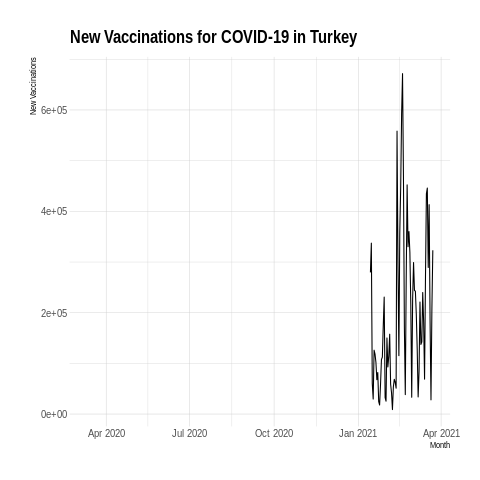 New Vaccinations for COVID-19 in Turkey
New Vaccinations
6e+05
4e+05
2e+05
0e+00
Apr 2020 Jul 2020 Oct 2020 Jan 2021 Apr 2021
Month